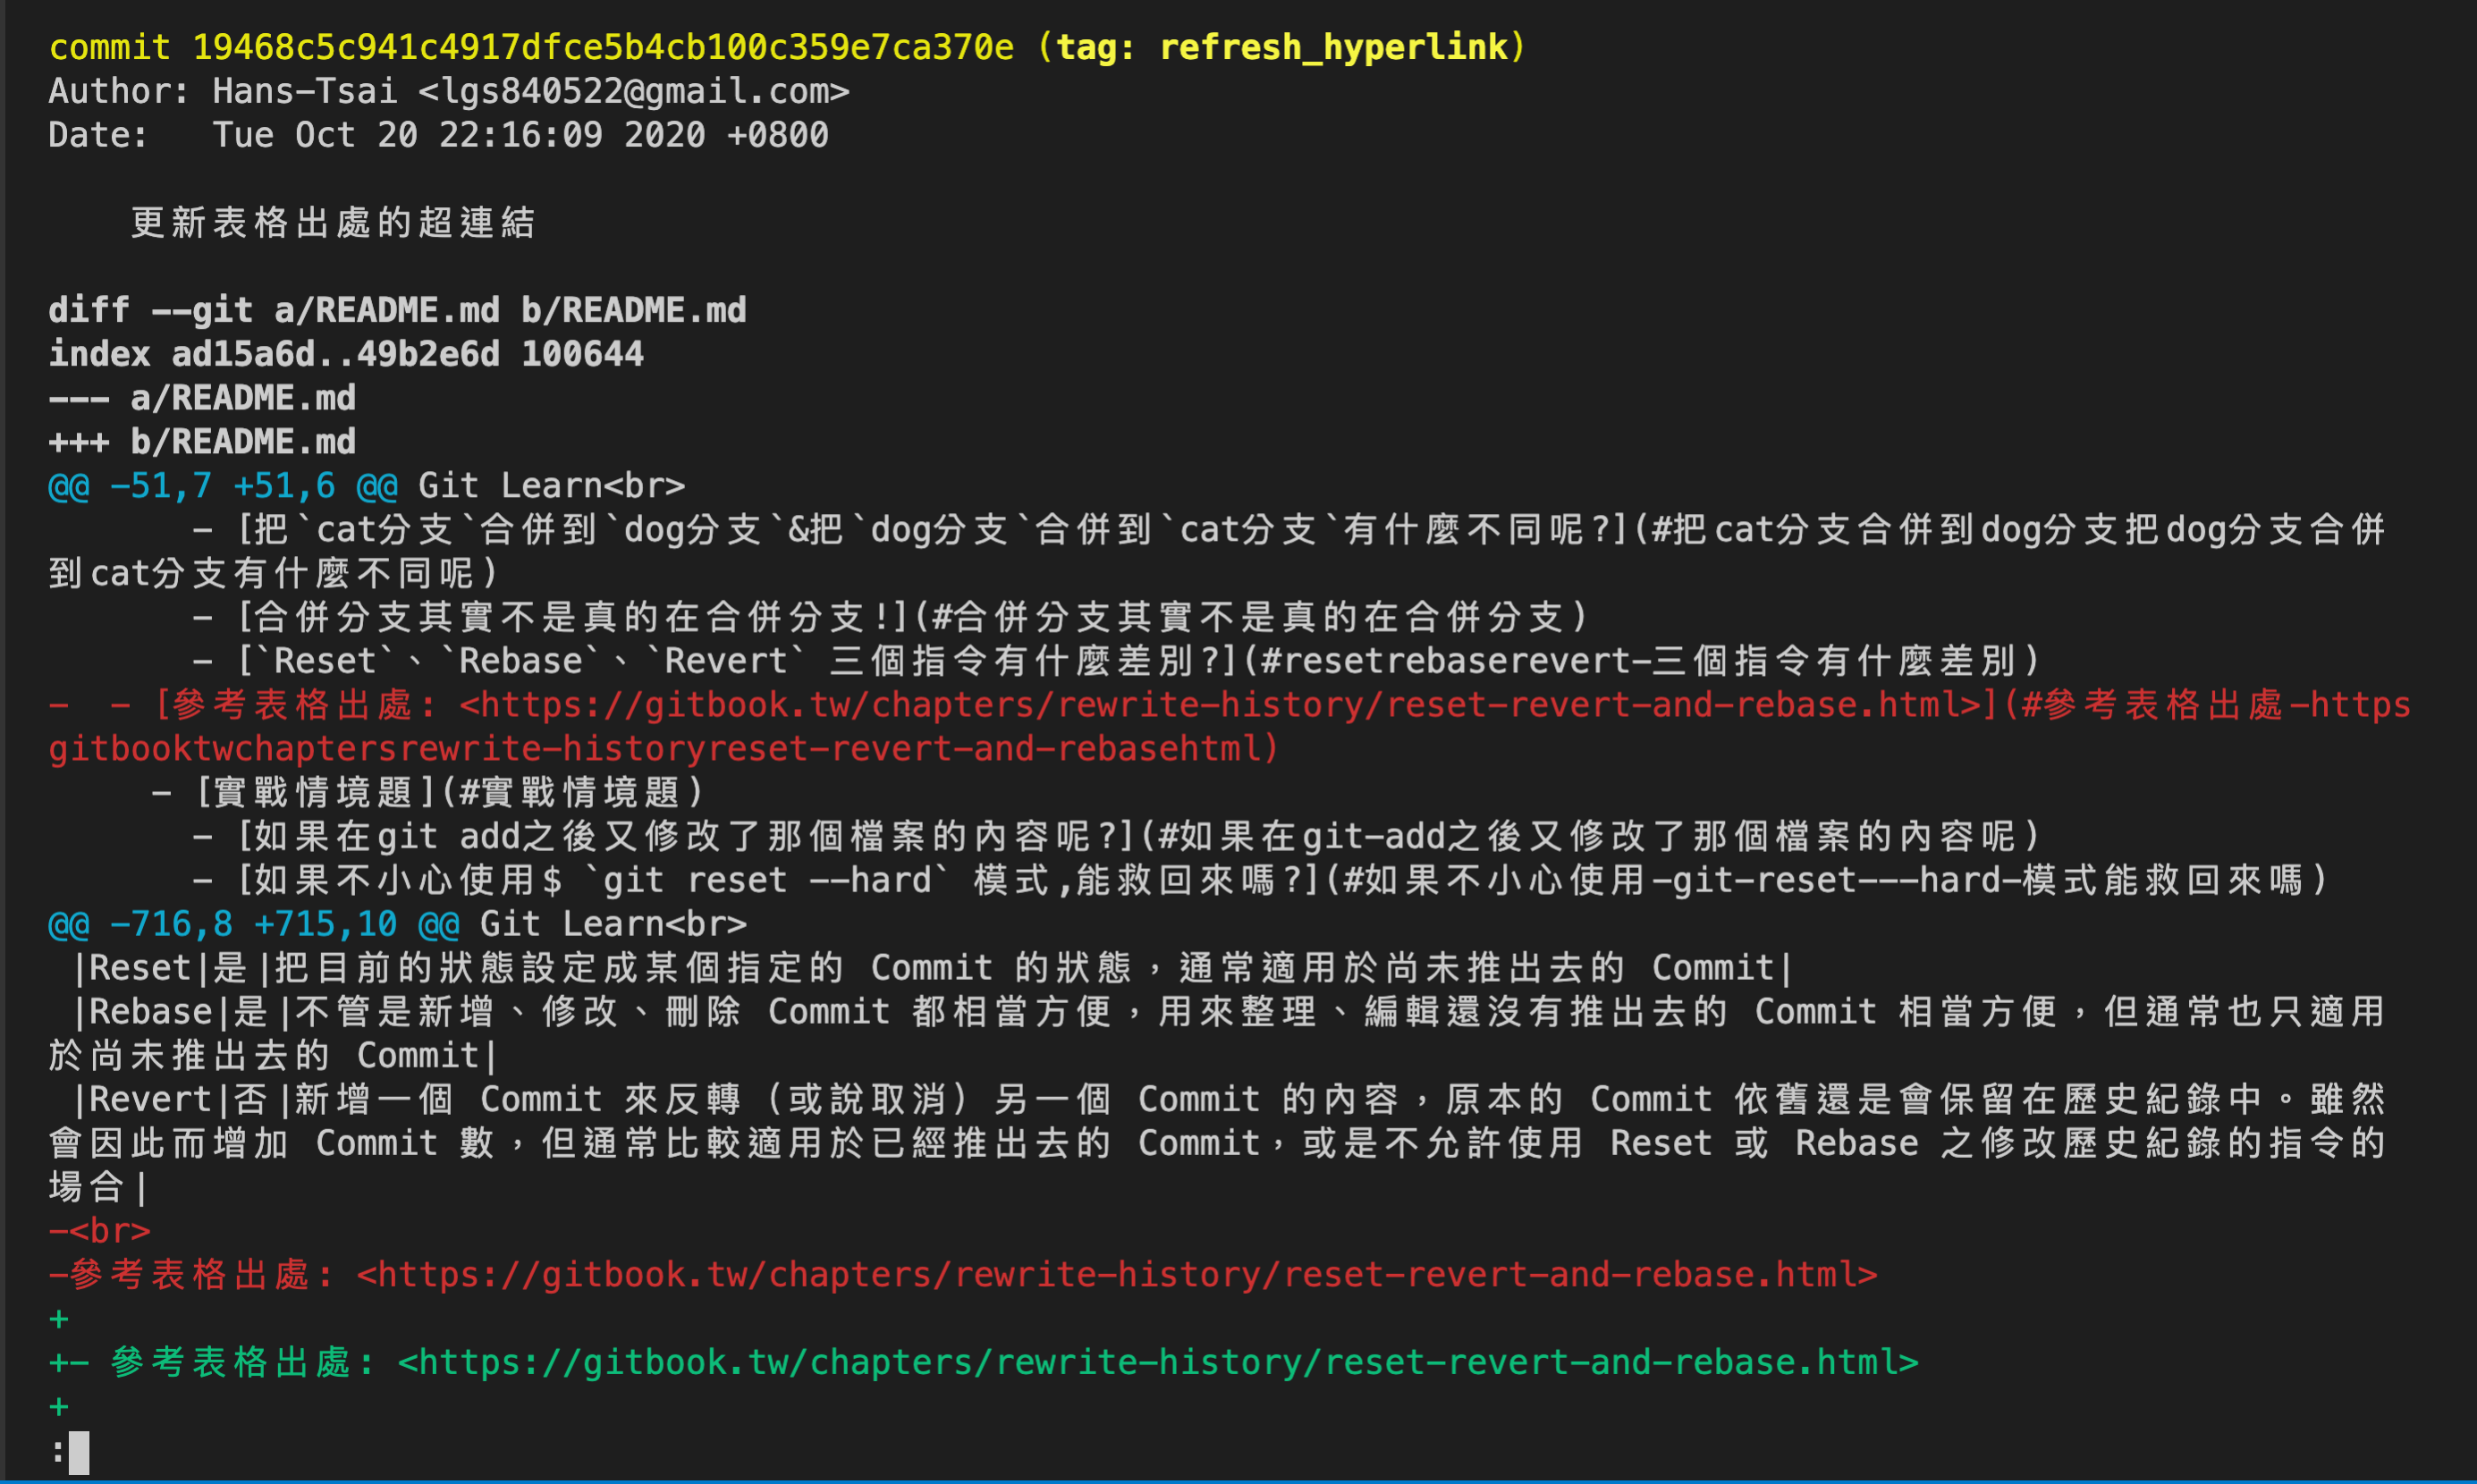 commit 19468c5c941c4917dfce5b4cb100c359e7ca370e (tag: refresh_hyperlink)
Author: Hans-Tsai <lgs840522@gmail.com>
Date:   Tue Oct 20 22:16:09 2020 +0800
    更新表格出處的超連結
diff --git a/README.md b/README.md
index ad15a6d..49b2e6d 100644
--- a/README.md
+++ b/README.md
@@ -51,7 +51,6 @@ Git Learn<br>
       - [把`cat分支`合併到`dog分支`&把`dog分支`合併到`cat分支`有什麼不同呢?](#把cat分支合併到dog分支把dog分支合併
到cat分支有什麼不同呢)
       - [合併分支其實不是真的在合併分支!](#合併分支其實不是真的在合併分支)
       - [`Reset`、`Rebase`、`Revert` 三個指令有什麼差別?](#resetrebaserevert-三個指令有什麼差別)
-  - [參考表格出處: <https://gitbook.tw/chapters/rewrite-history/reset-revert-and-rebase.html>](#參考表格出處-https
gitbooktwchaptersrewrite-historyreset-revert-and-rebasehtml)
     - [實戰情境題](#實戰情境題)
       - [如果在git add之後又修改了那個檔案的內容呢?](#如果在git-add之後又修改了那個檔案的內容呢)
       - [如果不小心使用$ `git reset --hard` 模式,能救回來嗎?](#如果不小心使用-git-reset---hard-模式能救回來嗎)
@@ -716,8 +715,10 @@ Git Learn<br>
 |Reset|是|把目前的狀態設定成某個指定的 Commit 的狀態，通常適用於尚未推出去的 Commit|
 |Rebase|是|不管是新增、修改、刪除 Commit 都相當方便，用來整理、編輯還沒有推出去的 Commit 相當方便，但通常也只適用
於尚未推出去的 Commit|
 |Revert|否|新增一個 Commit 來反轉（或說取消）另一個 Commit 的內容，原本的 Commit 依舊還是會保留在歷史紀錄中。雖然
會因此而增加 Commit 數，但通常比較適用於已經推出去的 Commit，或是不允許使用 Reset 或 Rebase 之修改歷史紀錄的指令的
場合|
-<br>
-參考表格出處: <https://gitbook.tw/chapters/rewrite-history/reset-revert-and-rebase.html>
+
+- 參考表格出處: <https://gitbook.tw/chapters/rewrite-history/reset-revert-and-rebase.html>
+
: